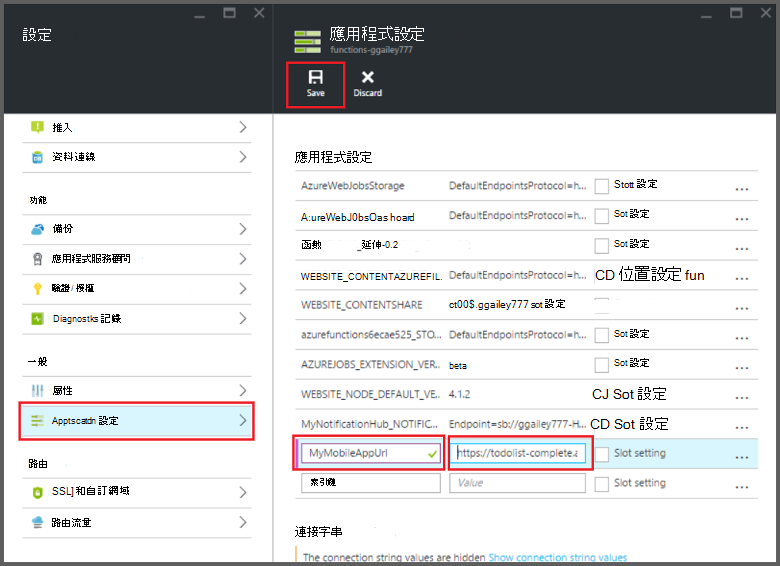 設定
推入
資料連線
功能
備份
應用程式服務顧問
驗證/授權
Diagnostks 記錄
一般
屬性
Apptscatdn 設定
路由
SSL]和自訂網域
路由流量
應用程式設定
functions-ggailey777
Save
Discard
應用程式設定
AzureWebJobsStorage DefaultEndpointsProtocol=h... Stott 設定 ...
A:ureWebJ0bsOas hoard DefaultEndpointsProtocol=h... Sot 設定 ...
函數 _延伸-0.2 Sot 設定 ...
WEBSITE_CONTENTAZUREFIL... DefaultEndpointsProtocol=h... CD 位置設定 fun ...
WEBSITE_CONTENTSHARE ct00$.ggailey777 sot 設定 ...
azurefunctions6ecae525_STO... DefaultEndpointsProtocol=h... Sot 設定 ...
AZUREJOBS_EXTENSION_VER... beta Sot 設定 ...
WEBSITE_NODE_DEFAULT_VE... 4.1.2 CJ Sot 設定 ...
MyNotificationHub_NOTIFIC... Endpoint=sb://ggailey777-H... CD Sot 設定 ...
MyMobileAppUrl https://todolist-complete.a Slot setting ...
索引鍵 Value Slot setting ...
連接字串
The connection string values are hidden Show connection string values